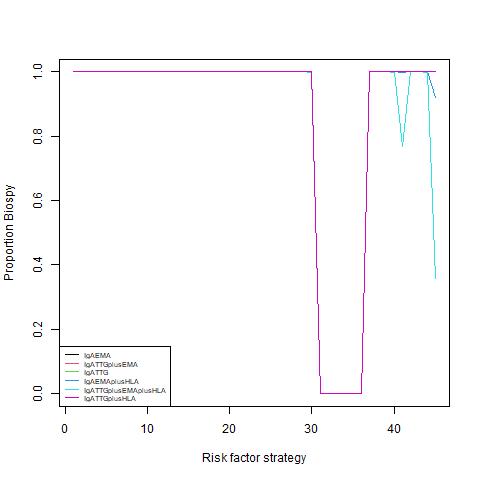 Proportion Biospy
1.0
0.8
0.6
0.4
0.2
0.0
IgAEMA
IgATTGplusEMA
IgATTG
IgAEMAplusHLA
IgATTGplusEMAplusHLA
IgATTGplusHLA
0 10 20 30 40
Risk factor strategy